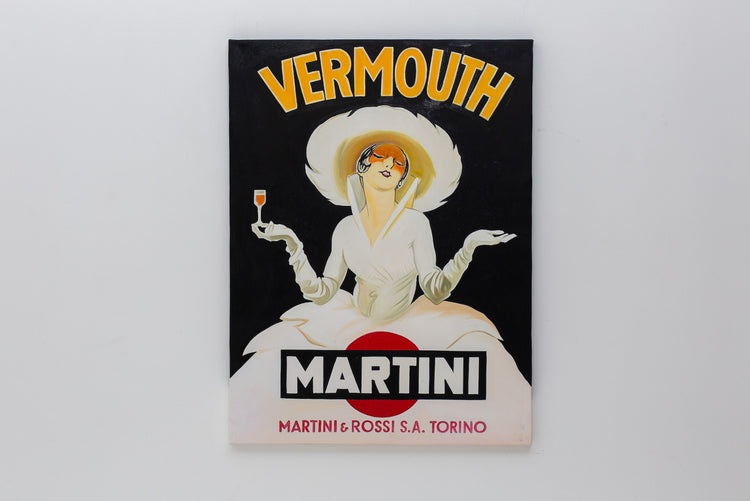 VERMOUTH
MARTINI
MARTINI & ROSSI S.A. TORINO